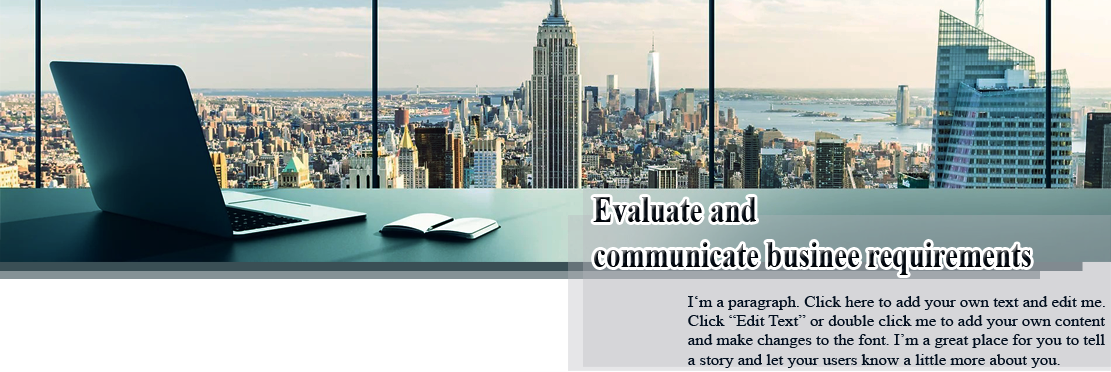 Evaluate and
communicate businee requirements
I‘m a paragraph. Click here to add your own text and edit me.
Click “Edit Text” or double click me to add your own content
and make changes to the font. I’m a great place for you to tell
a story and let your users know a little more about you.